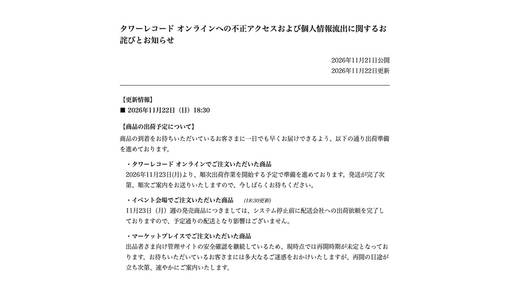 タワーレコード オンラインへの不正アクセスおよび個人情報流出に関するお
詫びとお知らせ
2026年11月21日公開
2026年11月22日更新
【更新情報】
■ 2026年11月22日（日）18:30
【商品の出荷予定について】
商品の到着をお待ちいただいているお客さまに一日でも早くお届けできるよう、以下の通り出荷準備
を進めております。
・タワーレコード オンラインでご注文いただいた商品
2026年11月23日(月)より、順次出荷作業を開始する予定で準備を進めております。発送が完了次
第、順次ご案内をお送りいたしますので、今しばらくお待ちください。
・イベント会場でご注文いただいた商品 (18:30更新)
11月23日（月）週の発売商品につきましては、システム停止前に配送会社への出荷依頼を完了し
ておりますので、予定通りの配送となり影響はございません。
・マーケットプレイスでご注文いただいた商品
出品者さま向け管理サイトの安全確認を継続しているため、現時点では再開時期が未定となってお
ります。お待ちいただいているお客さまには多大なるご迷惑をおかけいたしますが、再開の目途が
立ち次第、速やかにご案内いたします。